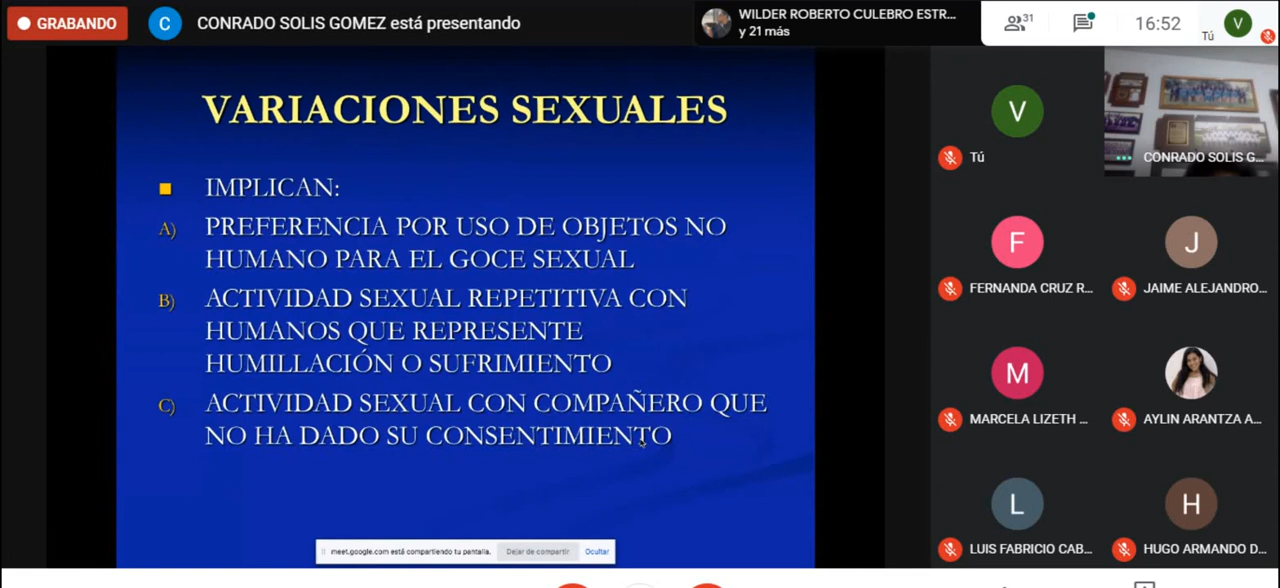 GRABANDO
C
CONRADO SOLIS GOMEZ está presentando
WILDER ROBERTO CULEBRO ESTR...
y 21 más
31
16:52
Tú
V
VARIACIONES SEXUALES
IMPLICAN:
A) PREFERENCIA POR USO DE OBJETOS NO
HUMANO PARA EL GOCE SEXUAL
B) ACTIVIDAD SEXUAL REPETITIVA CON
HUMANOS QUE REPRESENTE
HUMILLACIÓN O SUFRIMIENTO
C) ACTIVIDAD SEXUAL CON COMPAÑERO QUE
NO HA DADO SU CONSENTIMIENTO
meet.google.com está compartiendo tu pantalla.
Dejar de compartir
Ocultar
V
Tú
CONRADO SOLIS G...
F
FERNANDA CRUZ R...
J
JAIME ALEJANDRO...
M
MARCELA LIZETH ...
AYLIN ARANTZA A...
L
LUIS FABRICIO CAB...
H
HUGO ARMANDO D...